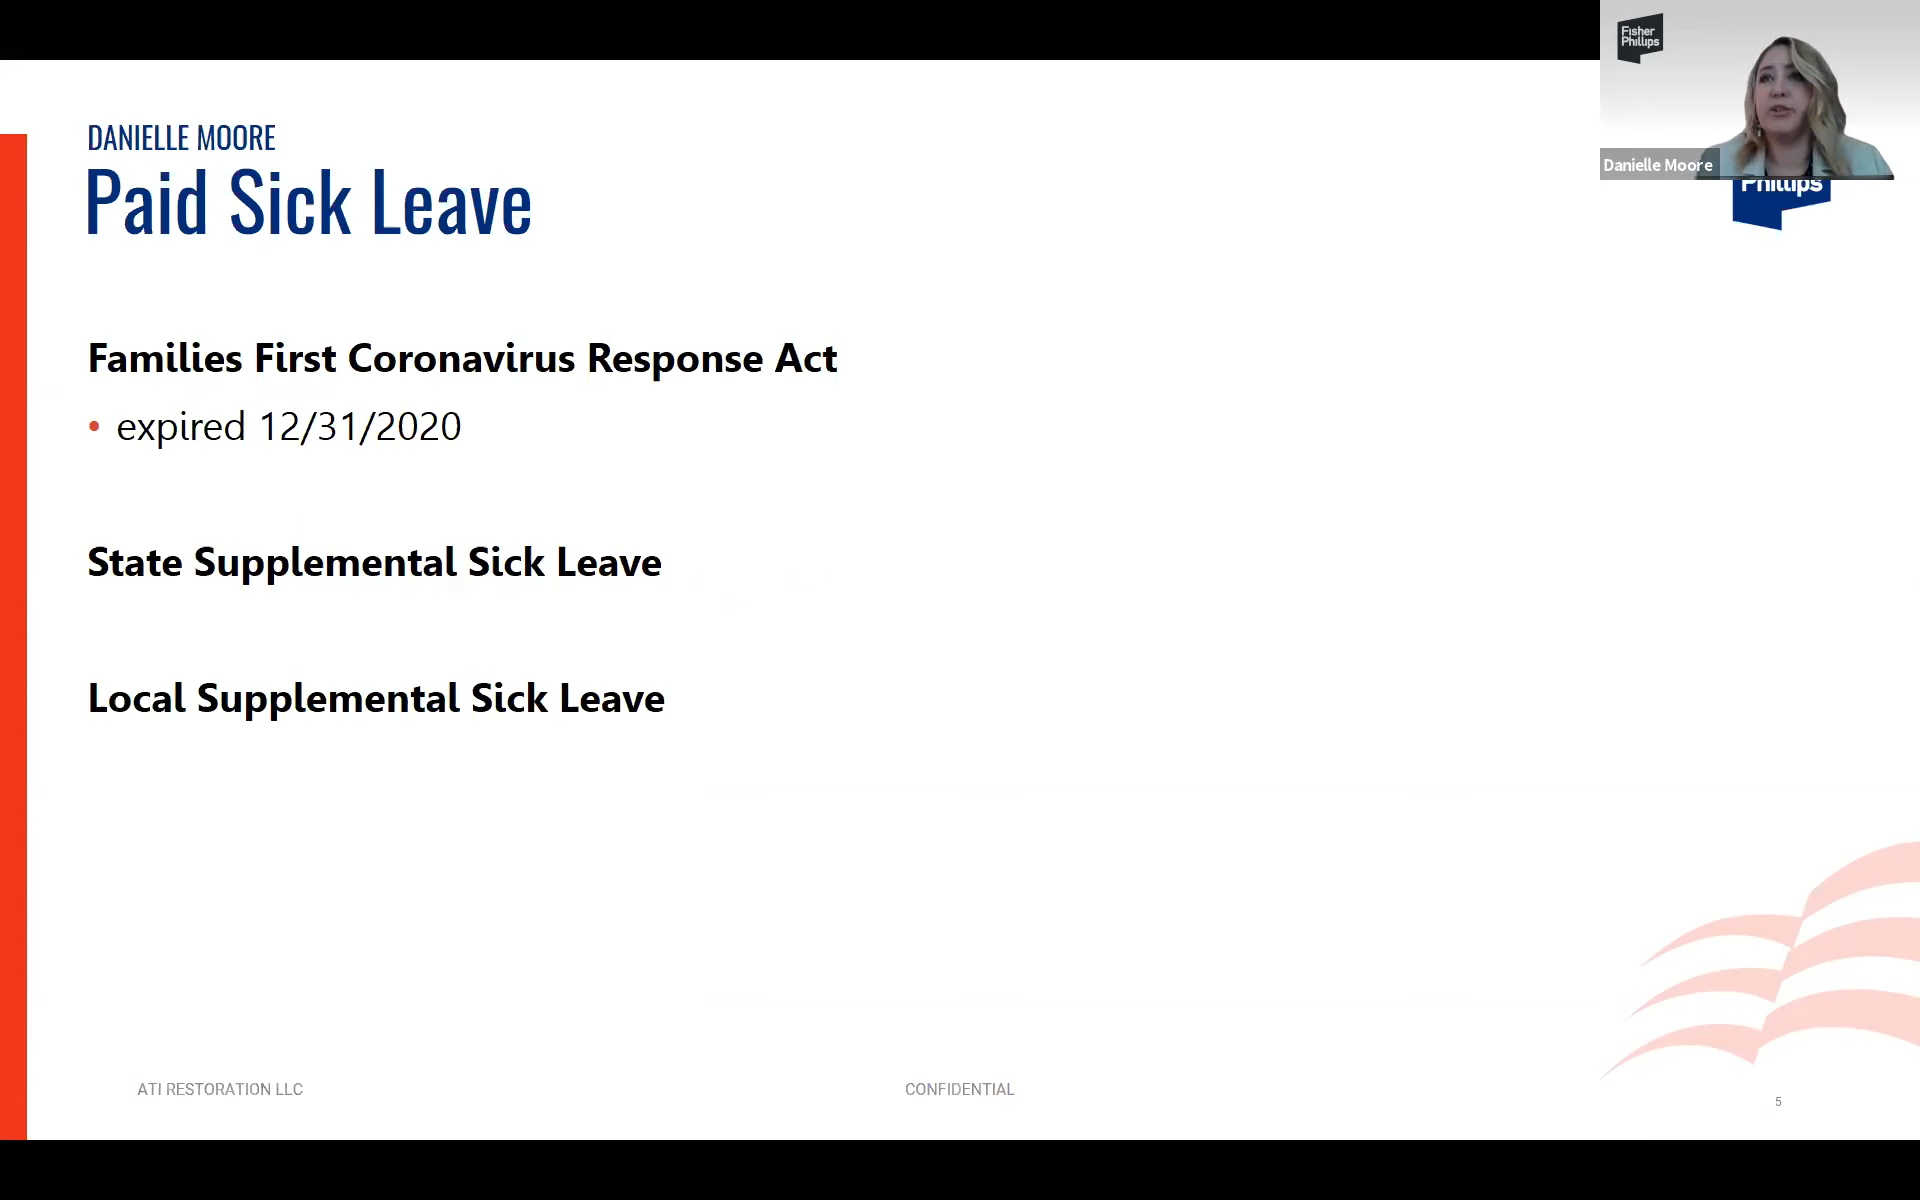 Fisher
Phillips
Danielle Moore
Phillips
DANIELLE MOORE
Paid Sick Leave
Families First Coronavirus Response Act
• expired 12/31/2020
State Supplemental Sick Leave
Local Supplemental Sick Leave
ATI RESTORATION LLC
CONFIDENTIAL
5